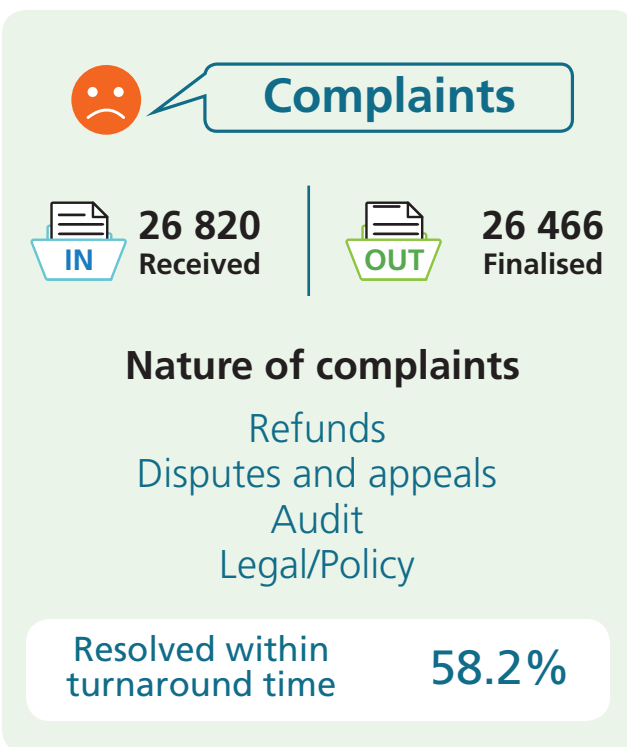 Complaints
IN
26 820
Received
OUT
26 466
Finalised
Nature of complaints
Refunds
Disputes and appeals
Audit
Legal/Policy
Resolved within
turnaround time
58.2%